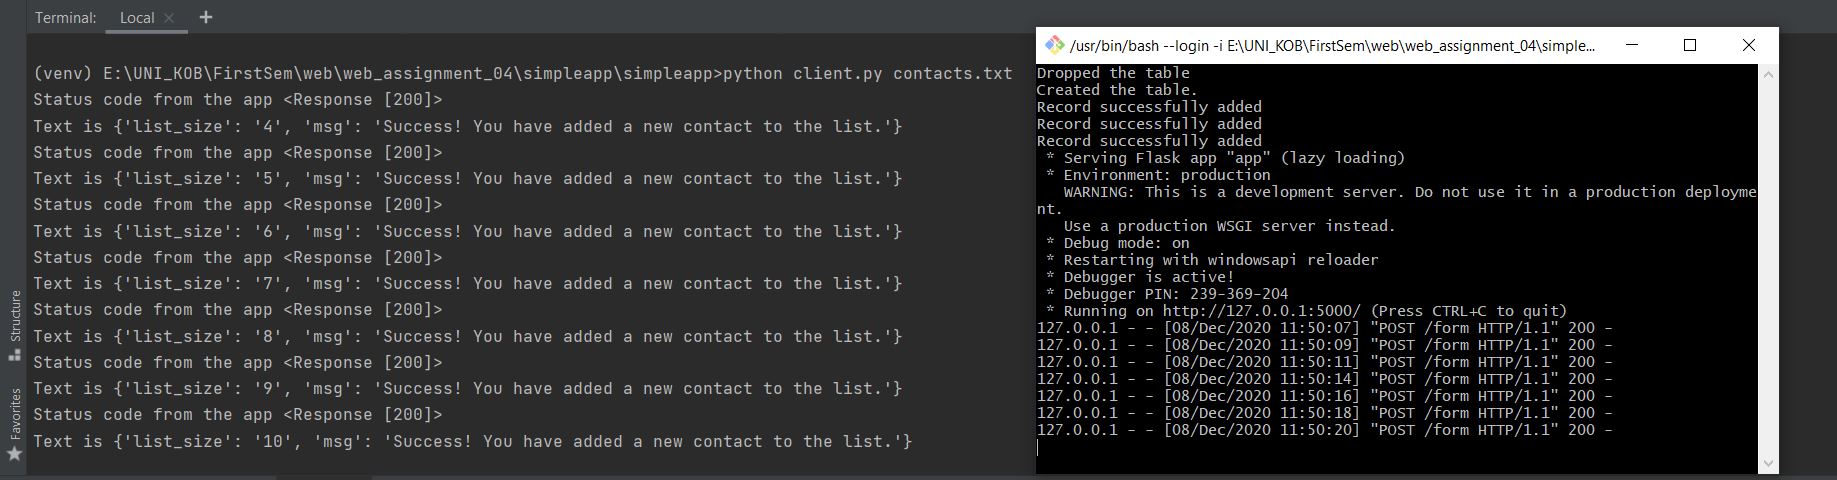 Terminal: Local × +
(venv) E:\UNI_KOB\FirstSem\web\web_assignment_04\simpleapp\simpleapp>python client.py contacts.txt
Status code from the app <Response [200]>
Text is {'list_size': '4', 'msg': 'Success! You have added a new contact to the list.'}
Status code from the app <Response [200]>
Text is {'list_size': '5', 'msg': 'Success! You have added a new contact to the list.'}
Status code from the app <Response [200]>
Text is {'list_size': '6', 'msg': 'Success! You have added a new contact to the list.'}
Status code from the app <Response [200]>
Text is {'list_size': '7', 'msg': 'Success! You have added a new contact to the list.'}
Status code from the app <Response [200]>
Text is {'list_size': '8', 'msg': 'Success! You have added a new contact to the list.'}
Status code from the app <Response [200]>
Text is {'list_size': '9', 'msg': 'Success! You have added a new contact to the list.'}
Status code from the app <Response [200]>
Text is {'list_size': '10', 'msg': 'Success! You have added a new contact to the list.'}
Structure
Favorites
/usr/bin/bash --login -i E:\UNI_KOB\FirstSem\web\web_assignment_04\simple...
Dropped the table
Created the table.
Record successfully added
Record successfully added
Record successfully added
 * Serving Flask app "app" (lazy loading)
 * Environment: production
   WARNING: This is a development server. Do not use it in a production deployme
nt.
   Use a production WSGI server instead.
 * Debug mode: on
 * Restarting with windowsapi reloader
 * Debugger is active!
 * Debugger PIN: 239-369-204
 * Running on http://127.0.0.1:5000/ (Press CTRL+C to quit)
127.0.0.1 - - [08/Dec/2020 11:50:07] "POST /form HTTP/1.1" 200 -
127.0.0.1 - - [08/Dec/2020 11:50:09] "POST /form HTTP/1.1" 200 -
127.0.0.1 - - [08/Dec/2020 11:50:11] "POST /form HTTP/1.1" 200 -
127.0.0.1 - - [08/Dec/2020 11:50:14] "POST /form HTTP/1.1" 200 -
127.0.0.1 - - [08/Dec/2020 11:50:16] "POST /form HTTP/1.1" 200 -
127.0.0.1 - - [08/Dec/2020 11:50:18] "POST /form HTTP/1.1" 200 -
127.0.0.1 - - [08/Dec/2020 11:50:20] "POST /form HTTP/1.1" 200 -